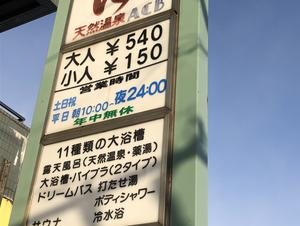 天然温泉 ACB
大人 ¥540
小人 ¥150
営業時間
土日祝
平日 朝10:00~夜24:00
年中無休
11種類の大浴槽
露天風呂(天然温泉・薬湯)
大浴槽・バイブラ(2タイプ)
ドリームバス 打たせ湯
ボディシャワー
サウナ 冷水浴